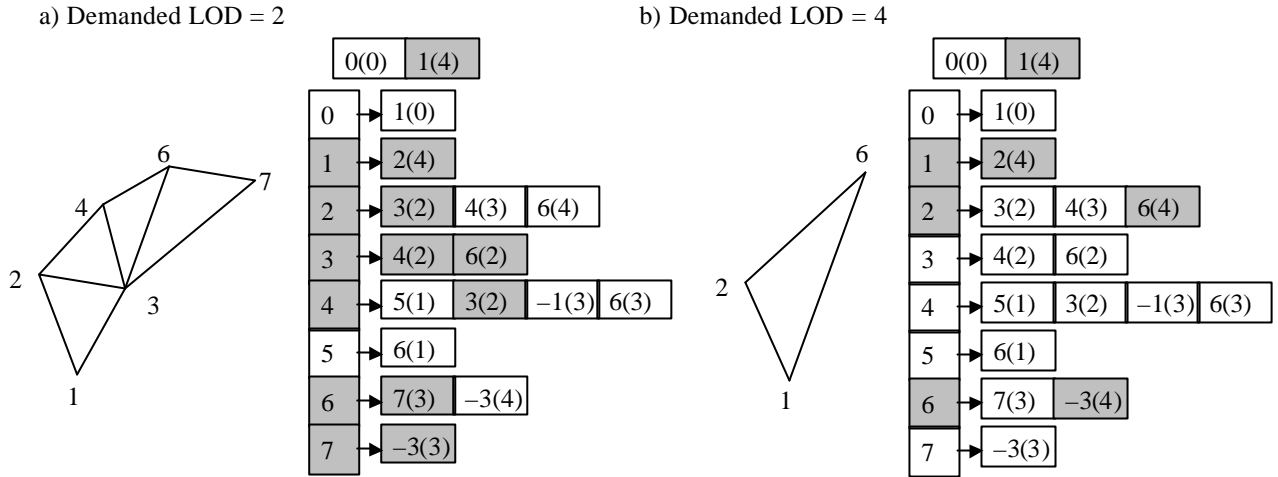 a) Demanded LOD = 2
0(0) 1(4)
0 1(0)
1 2(4)
2 3(2) 4(3) 6(4)
3 4(2) 6(2)
4 5(1) 3(2) –1(3) 6(3)
5 6(1)
6 7(3) –3(4)
7 –3(3)
6
7
4
2
3
1
b) Demanded LOD = 4
0(0) 1(4)
0 1(0)
1 2(4)
2 3(2) 4(3) 6(4)
3 4(2) 6(2)
4 5(1) 3(2) –1(3) 6(3)
5 6(1)
6 7(3) –3(4)
7 –3(3)
6
2
1